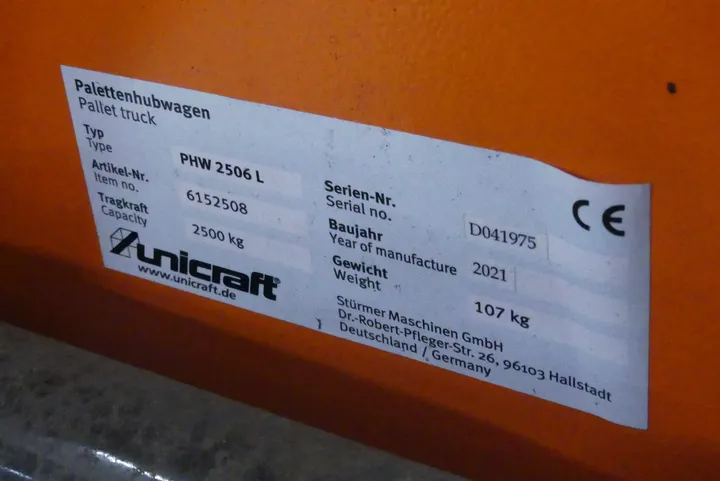 Palettenhubwagen
Pallet truck
Typ
Type
PHW 2506 L
Artikel-Nr.
Item no.
6152508
Tragkraft
Capacity
2500 kg
unicraft®
www.unicraft.de
CE
Serien-Nr.
Serial no.
D041975
Baujahr
Year of manufacture
2021
Gewicht
Weight
107 kg
Stürmer Maschinen GmbH
Dr.-Robert-Pfleger-Str. 26, 96103 Hallstadt
Deutschland / Germany